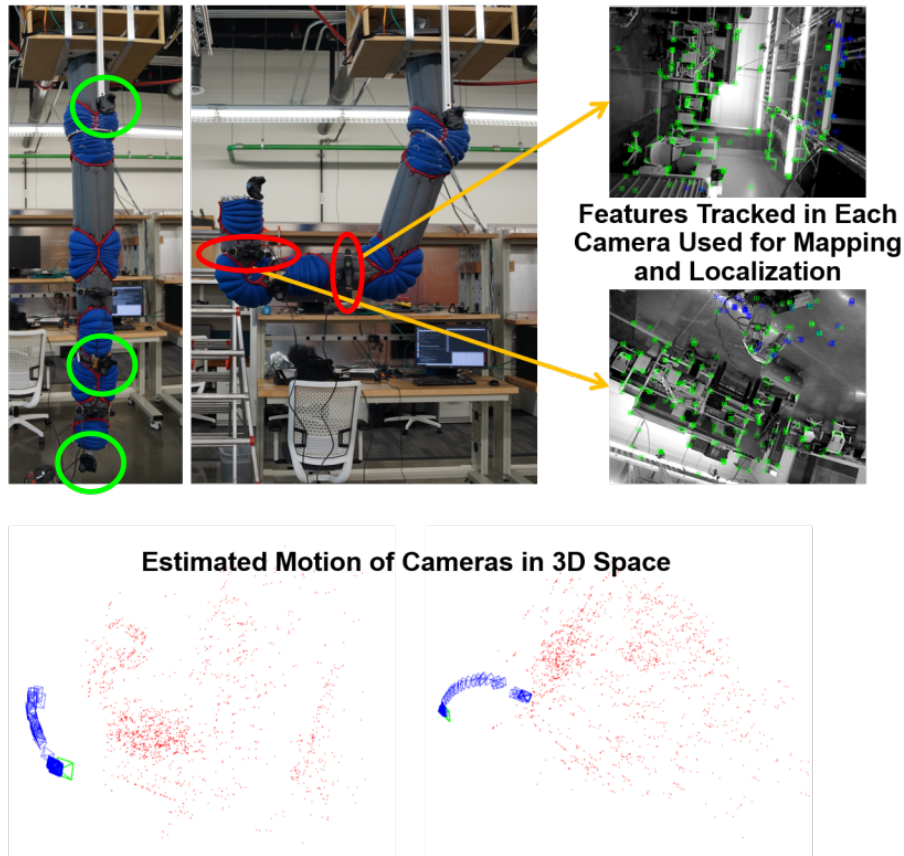 Features Tracked in Each
Camera Used for Mapping
and Localization
Estimated Motion of Cameras in 3D Space